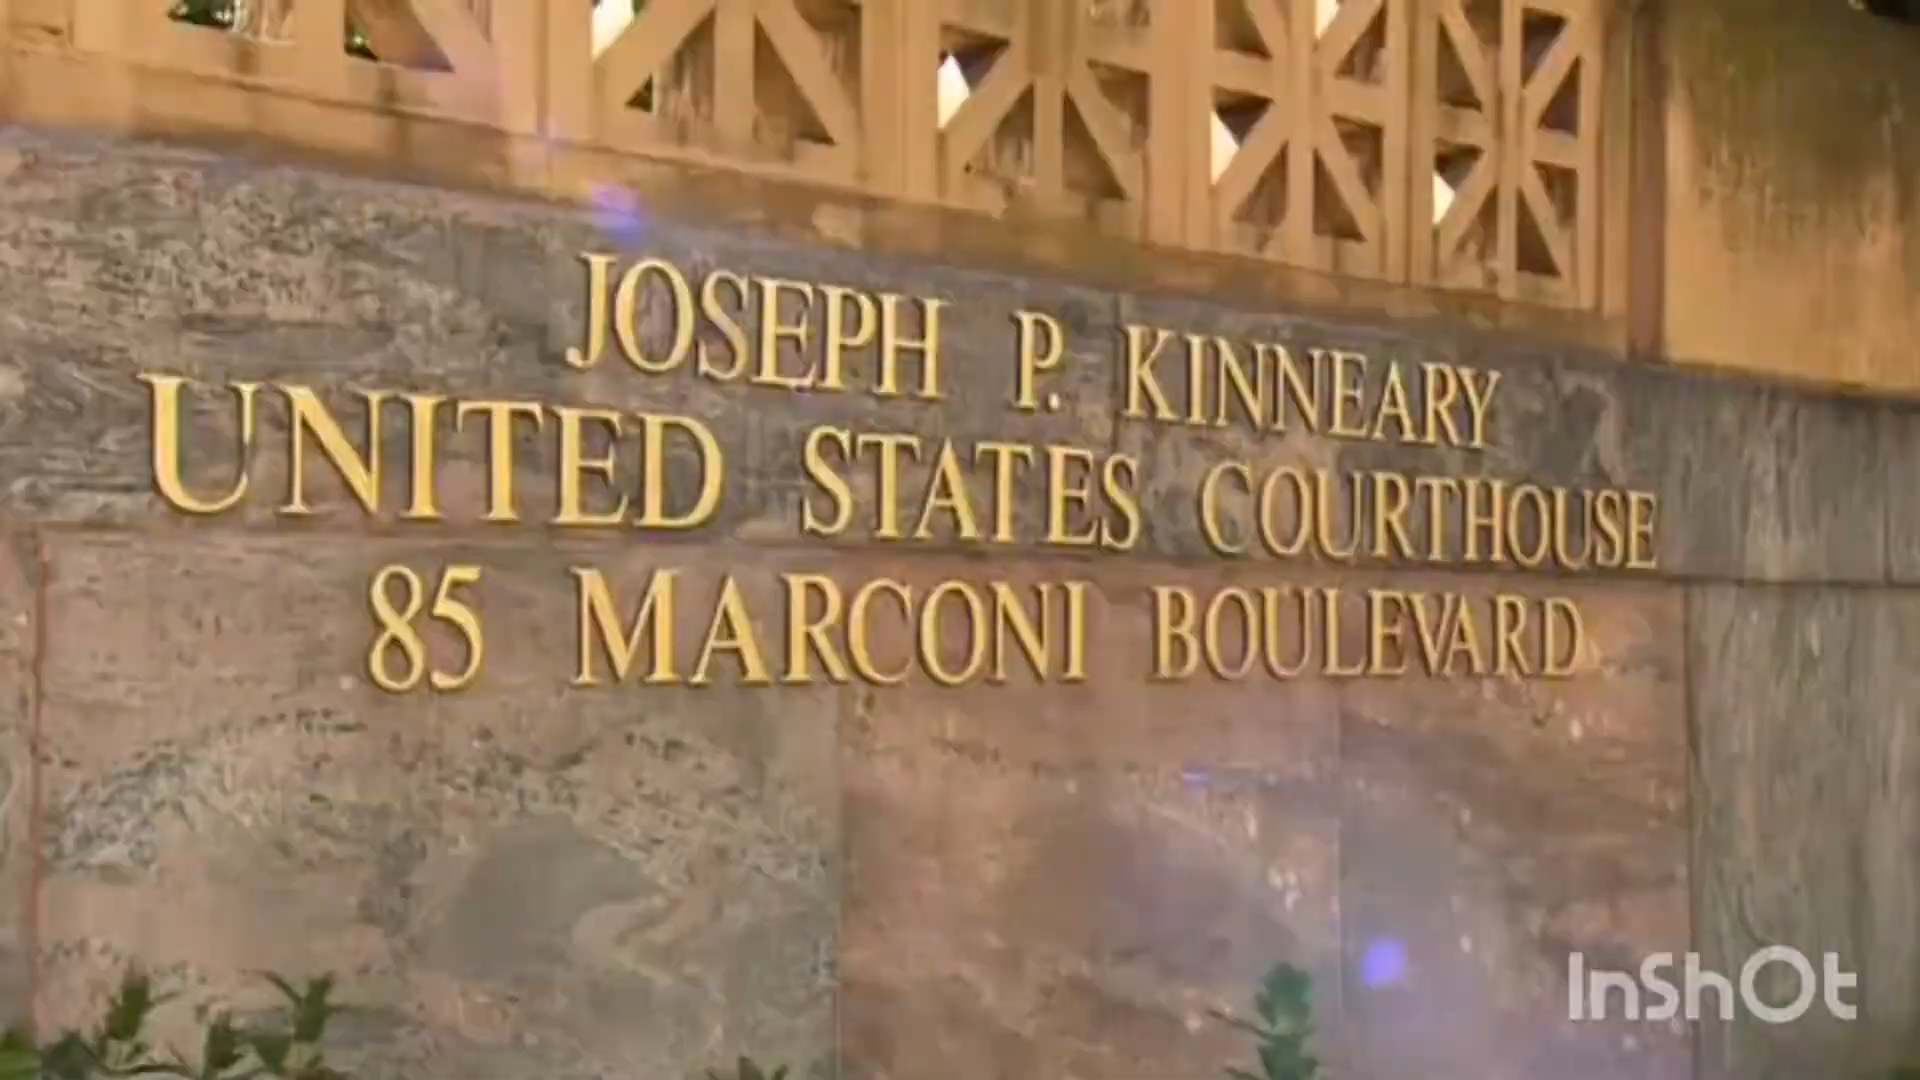 JOSEPH P. KINNEARY
UNITED STATES COURTHOUSE
85 MARCONI BOULEVARD
InShOt